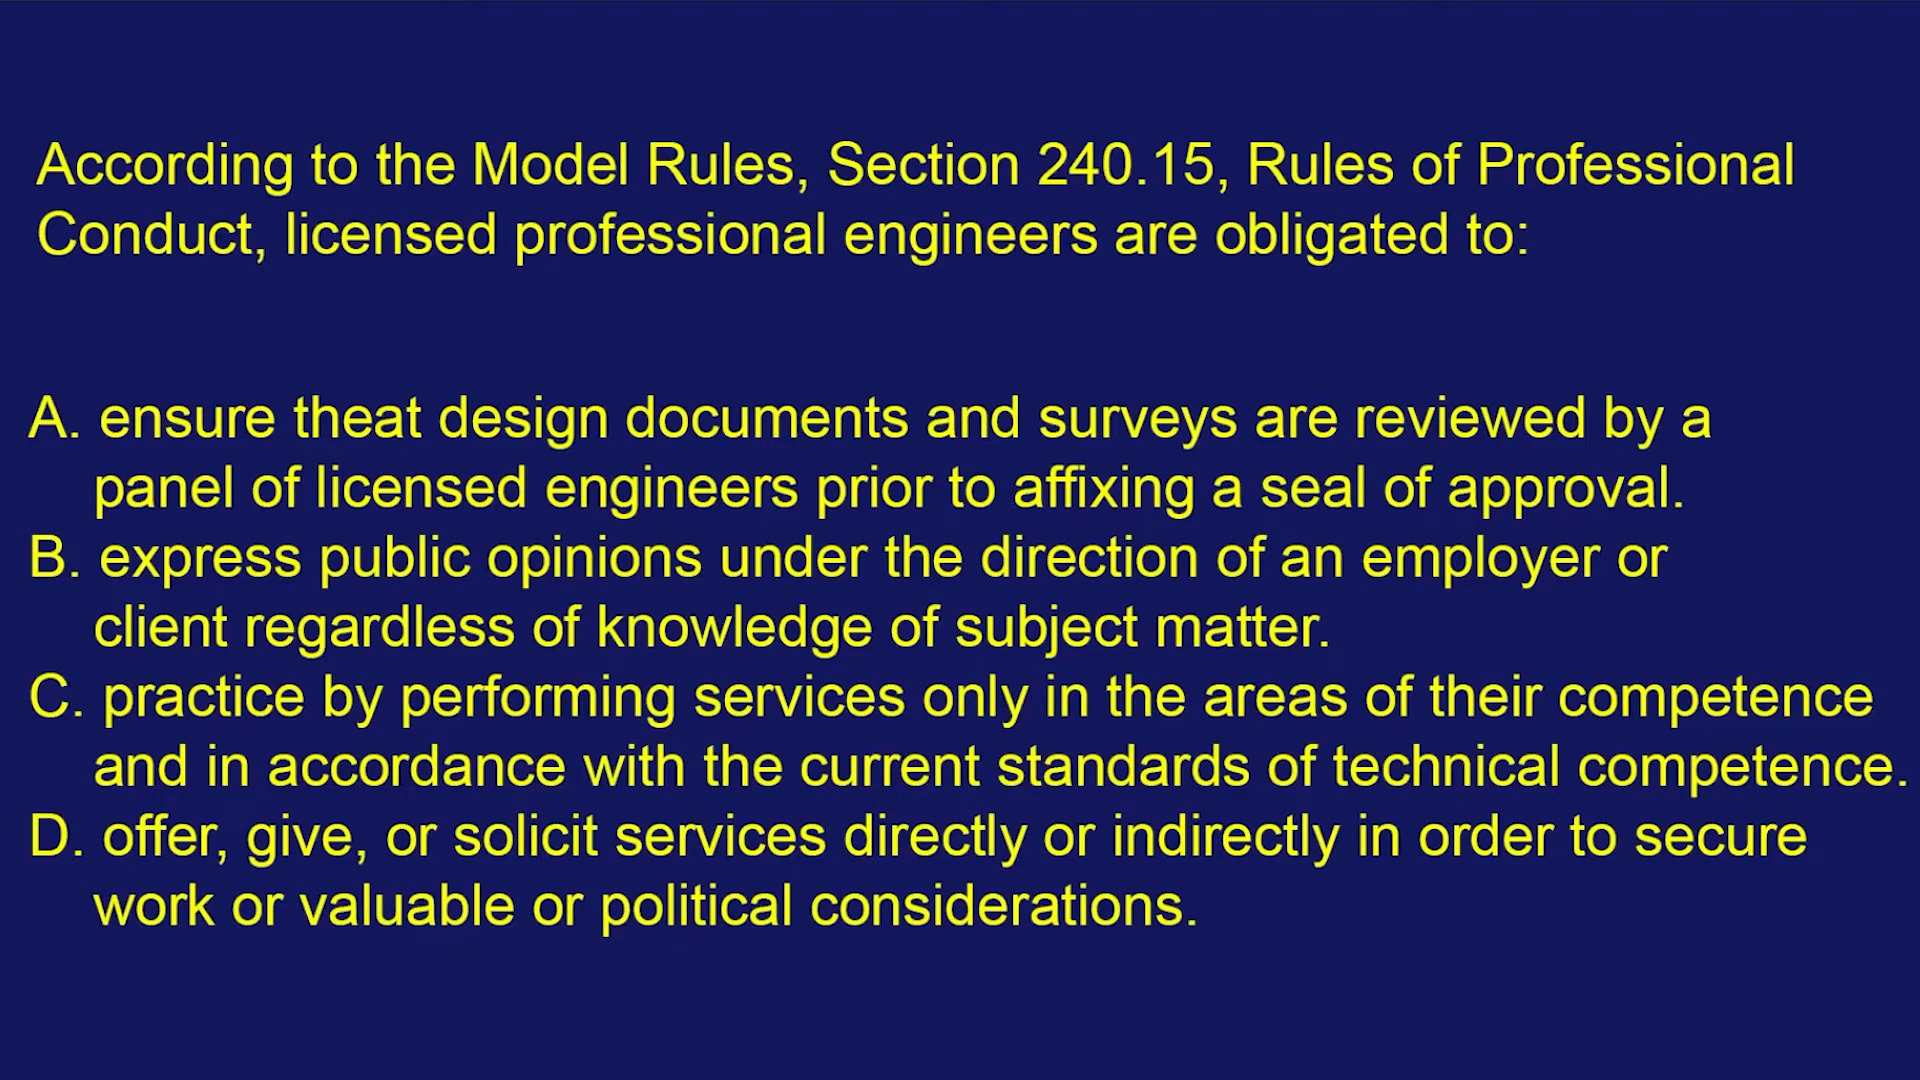 According to the Model Rules, Section 240.15, Rules of Professional
Conduct, licensed professional engineers are obligated to:
A. ensure theat design documents and surveys are reviewed by a
panel of licensed engineers prior to affixing a seal of approval.
B. express public opinions under the direction of an employer or
client regardless of knowledge of subject matter.
C. practice by performing services only in the areas of their competence
and in accordance with the current standards of technical competence.
D. offer, give, or solicit services directly or indirectly in order to secure
work or valuable or political considerations.